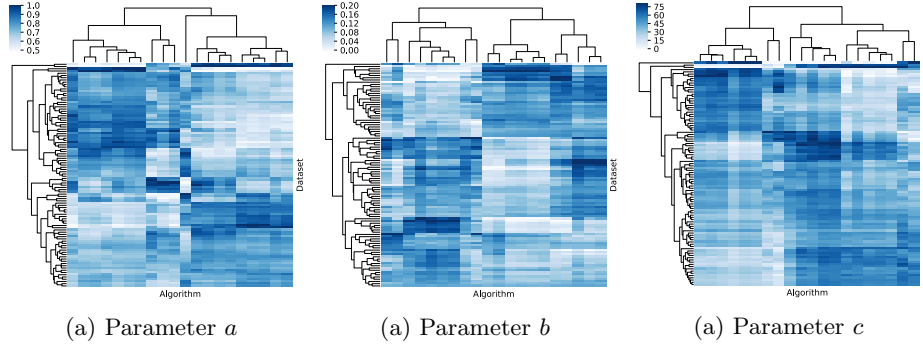 1.0
0.9
0.8
0.7
0.6
0.5
Dataset
Algorithm
(a) Parameter a
0.20
0.16
0.12
0.08
0.04
0.00
Dataset
Algorithm
(a) Parameter b
75
60
45
30
15
0
Algorithm
(a) Parameter c